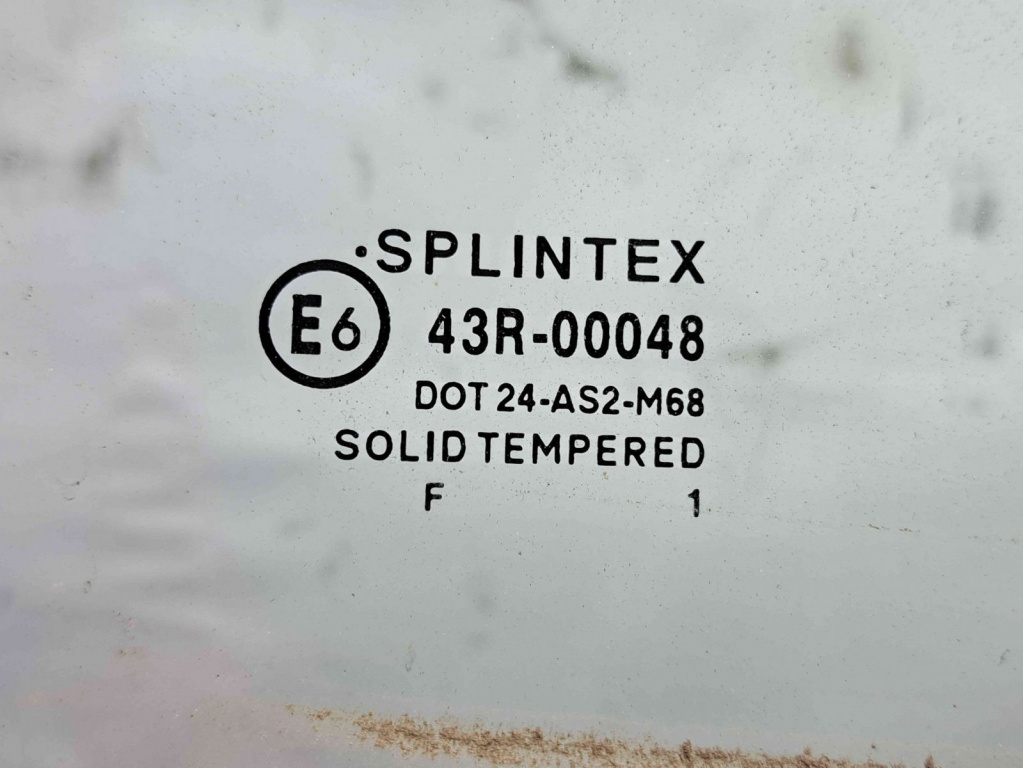 ·SPLINTEX
E6 43R-00048
DOT 24-AS2-M68
SOLID TEMPERED
F 1